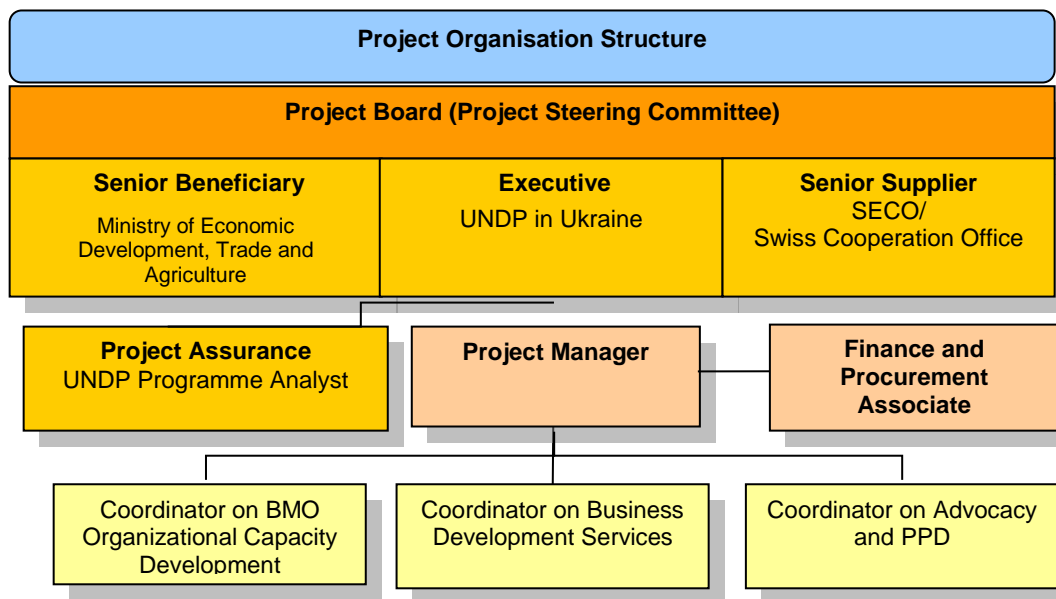 Project Organisation Structure
Project Board (Project Steering Committee)
Senior Beneficiary
Ministry of Economic
Development, Trade and
Agriculture
Executive
UNDP in Ukraine
Senior Supplier
SECO/
Swiss Cooperation Office
Project Assurance
UNDP Programme Analyst
Project Manager
Finance and
Procurement
Associate
Coordinator on BMO
Organizational Capacity
Development
Coordinator on Business
Development Services
Coordinator on Advocacy
and PPD